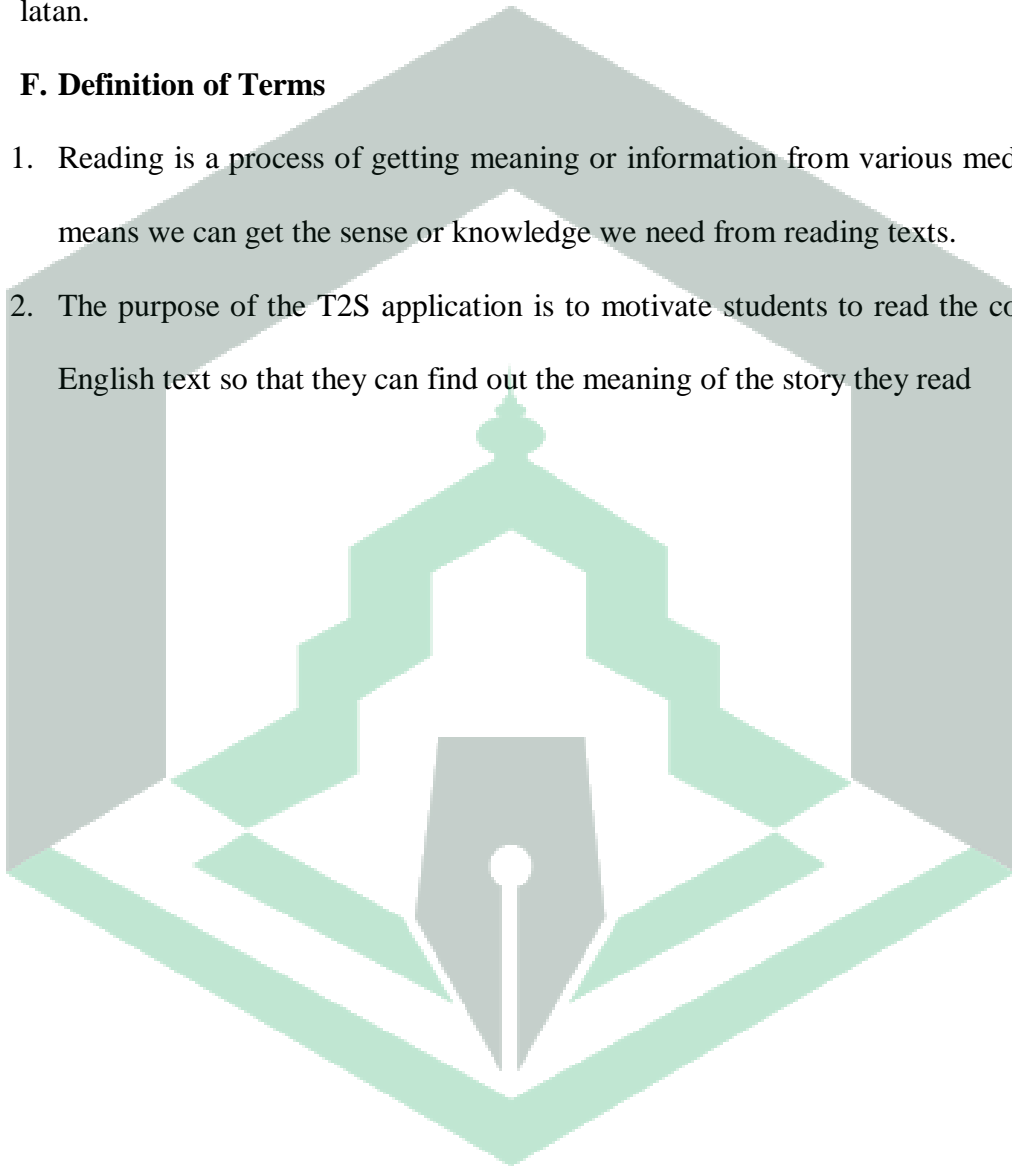 latan.
F. Definition of Terms
1. Reading is a process of getting meaning or information from various med
means we can get the sense or knowledge we need from reading texts.
2. The purpose of the T2S application is to motivate students to read the co
English text so that they can find out the meaning of the story they read